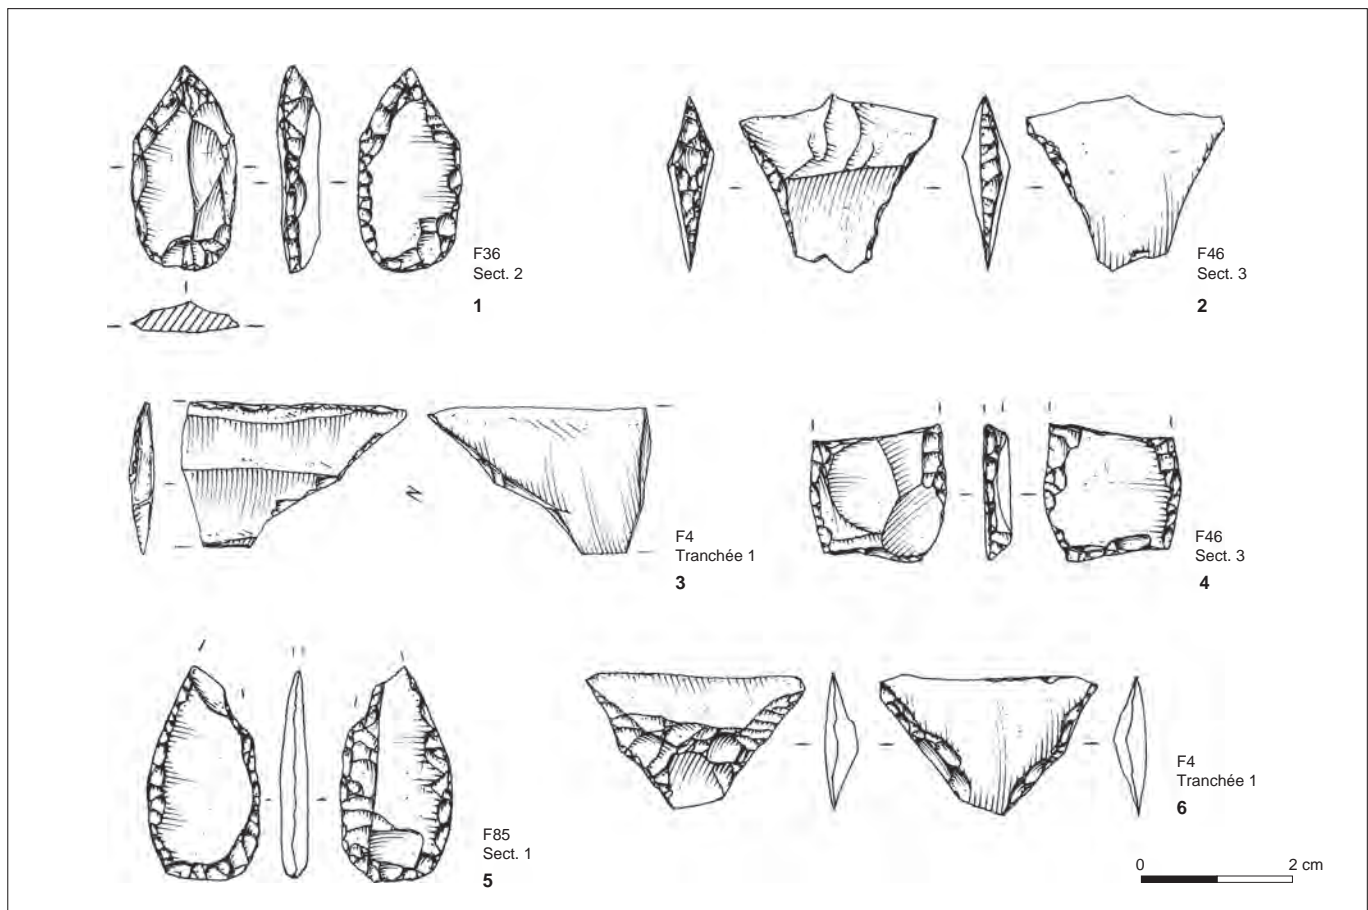 F36
Sect. 2
1
F46
Sect. 3
2
F4
Tranchée 1
3
F46
Sect. 3
4
F85
Sect. 1
5
F4
Tranchée 1
6
0 2 cm